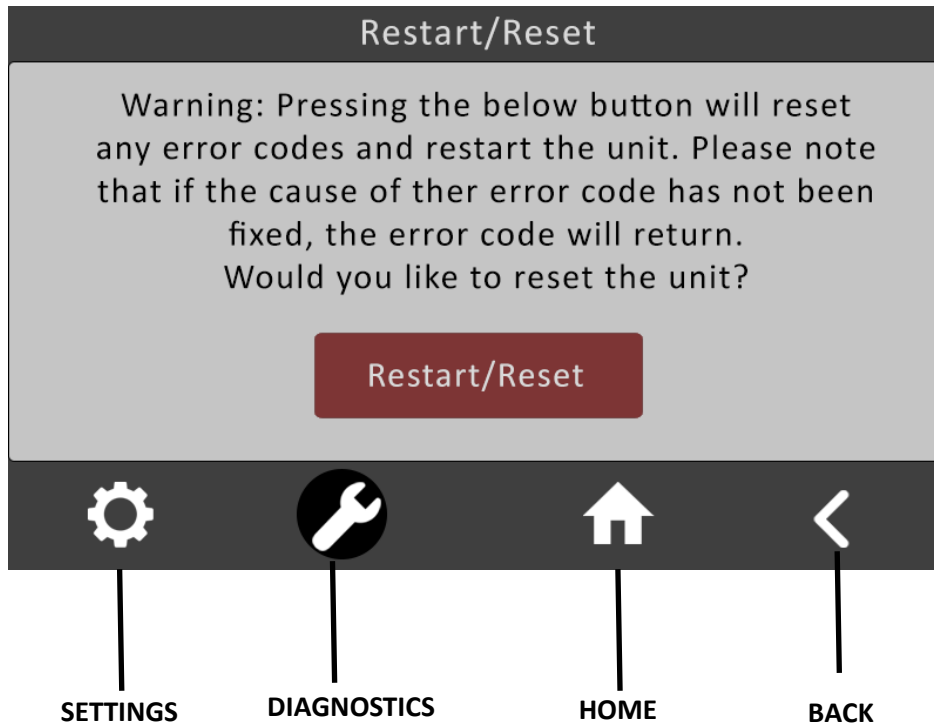 Restart/Reset
Warning: Pressing the below button will reset
any error codes and restart the unit. Please note
that if the cause of ther error code has not been
fixed, the error code will return.
Would you like to reset the unit?
Restart/Reset
SETTINGS DIAGNOSTICS HOME BACK